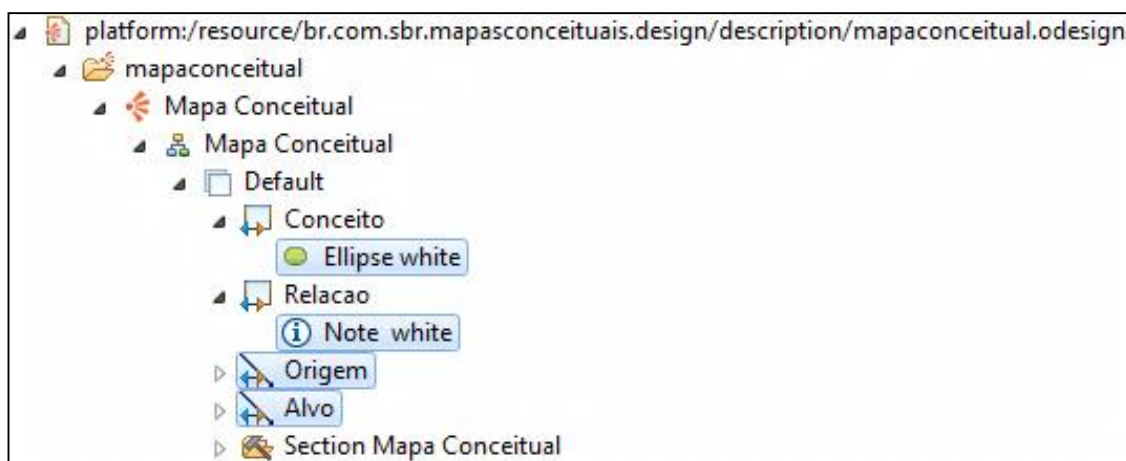 platform:/resource/br.com.sbr.mapasconceituais.design/description/mapaconceitual.odesign
mapaconceitual
Mapa Conceitual
Mapa Conceitual
Default
Conceito
Ellipse white
Relacao
Note white
Origem
Alvo
Section Mapa Conceitual